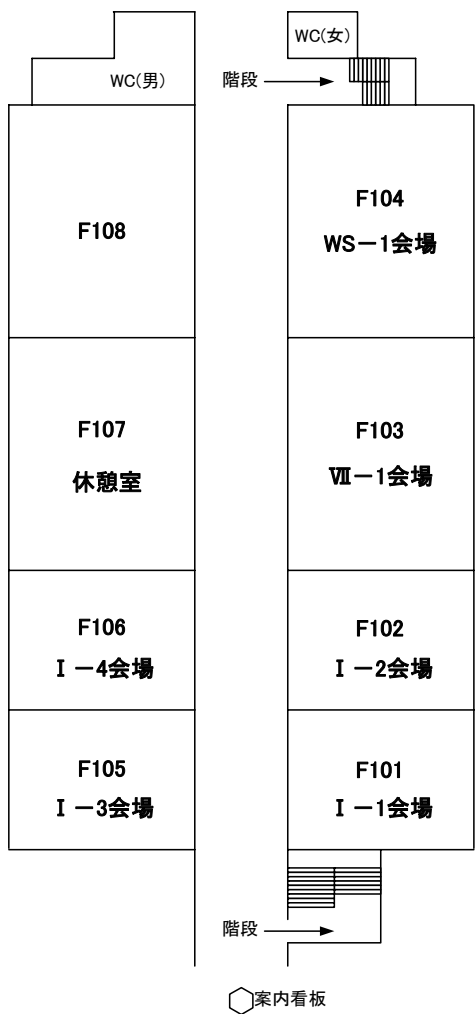 WC(女)
WC(男)
階段
F108
F104
WS－1会場
F107
休憩室
F103
Ⅶ－1会場
F106
Ⅰ－4会場
F102
Ⅰ－2会場
F105
Ⅰ－3会場
F101
Ⅰ－1会場
階段
案内看板